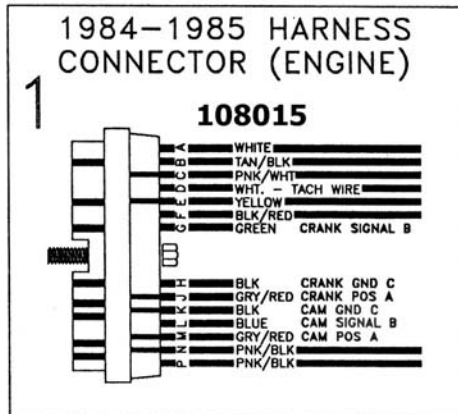 1984-1985 HARNESS
CONNECTOR (ENGINE)
1
108015
A WHITE
B TAN/BLK
C PNK/WHT
D WHT. - TACH WIRE
E YELLOW
F BLK/RED
G GREEN CRANK SIGNAL B
H BLK CRANK GND C
J GRY/RED CRANK POS A
K BLK CAM GND C
L BLUE CAM SIGNAL B
M GRY/RED CAM POS A
N PNK/BLK
P PNK/BLK